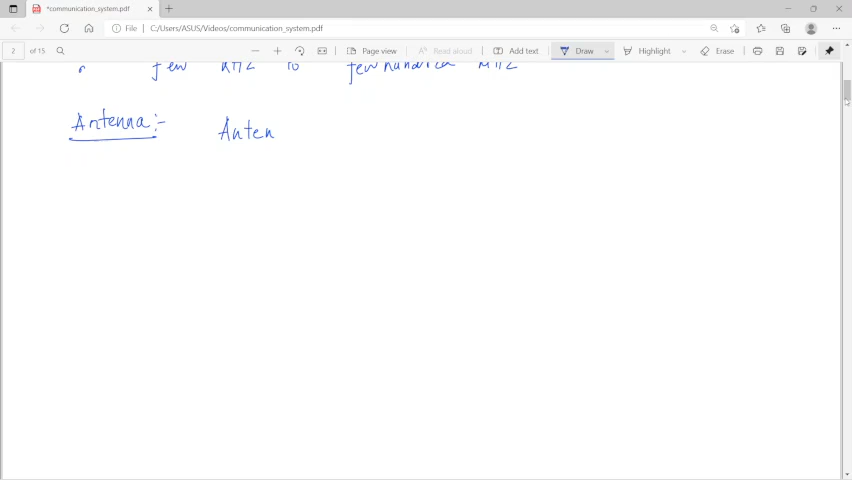 *communication_system.pdf
File C:/Users/ASUS/Videos/communication_system.pdf
2 of 15 Page view Read aloud Add text Draw Highlight Erase
few KHz to few hundred MHz
Antenna:- Anten